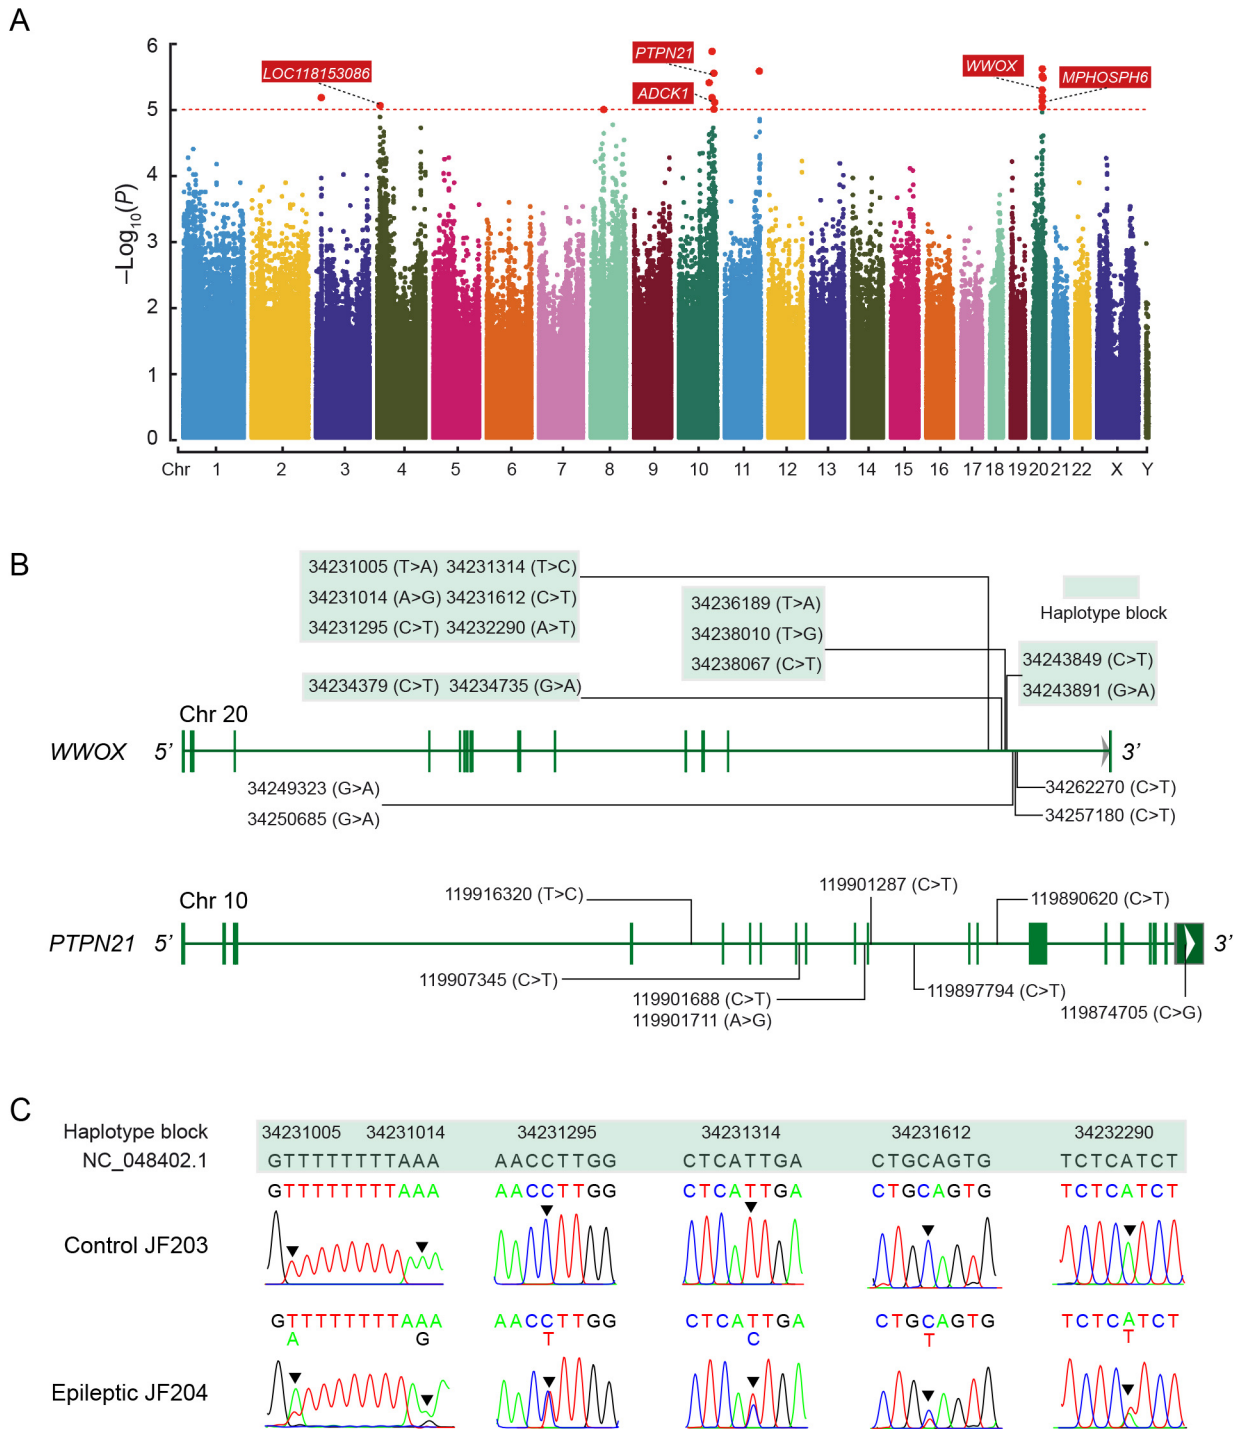 A
6
5
4
3
2
1
0
–Log10(P)
LOC118153086
PTPN21
ADCK1
WWOX
MPHOSPH6
Chr 1 2 3 4 5 6 7 8 9 10 11 12 13 14 15 16 17 18 19 20 21 22 X Y
B
34231005 (T>A) 34231314 (T>C)
34231014 (A>G) 34231612 (C>T)
34231295 (C>T) 34232290 (A>T)
34236189 (T>A)
34238010 (T>G)
34238067 (C>T)
Haplotype block
34243849 (C>T)
34243891 (G>A)
34234379 (C>T) 34234735 (G>A)
Chr 20
WWOX 5’ 3’
34249323 (G>A)
34250685 (G>A)
34262270 (C>T)
34257180 (C>T)
Chr 10
119916320 (T>C)
119901287 (C>T)
119890620 (C>T)
PTPN21 5’ 3’
119907345 (C>T)
119901688 (C>T)
119901711 (A>G)
119897794 (C>T)
119874705 (C>G)
C
Haplotype block 34231005 34231014 34231295 34231314 34231612 34232290
NC_048402.1 GTTTTTTTTAAA AACCTTGG CTCATTGA CTGCAGTG TCTCATCT
GTTTTTTTTAAA AACCTTGG CTCATTGA CTGCAGTG TCTCATCT
Control JF203
GTTTTTTTTAAA AACCTTGG CTCATTGA CTGCAGTG TCTCATCT
A G T C T T
Epileptic JF204